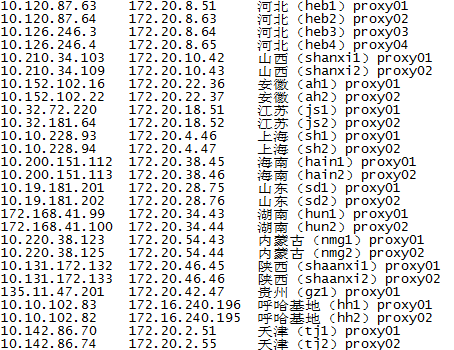 10.120.87.63 172.20.8.51 河北（heb1）proxy01
10.120.87.64 172.20.8.63 河北（heb2）proxy02
10.126.246.3 172.20.8.64 河北（heb3）proxy03
10.126.246.4 172.20.8.65 河北（heb4）proxy04
10.210.34.103 172.20.10.42 山西（shanxi1）proxy01
10.210.34.109 172.20.10.43 山西（shanxi2）proxy02
10.152.102.16 172.20.22.36 安徽（ah1）proxy01
10.152.102.22 172.20.22.37 安徽（ah2）proxy02
10.32.72.220 172.20.18.51 江苏（js1）proxy01
10.32.181.64 172.20.18.52 江苏（js2）proxy02
10.10.228.93 172.20.4.46 上海（sh1）proxy01
10.10.228.94 172.20.4.47 上海（sh2）proxy02
10.200.151.112 172.20.38.45 海南（hain1）proxy01
10.200.151.113 172.20.38.46 海南（hain2）proxy02
10.19.181.201 172.20.28.75 山东（sd1）proxy01
10.19.181.202 172.20.28.76 山东（sd2）proxy02
172.168.41.99 172.20.34.43 湖南（hun1）proxy01
172.168.41.100 172.20.34.44 湖南（hun2）proxy02
10.220.38.123 172.20.54.43 内蒙古（nmg1）proxy01
10.220.38.125 172.20.54.44 内蒙古（nmg2）proxy02
10.131.172.132 172.20.46.45 陕西（shaanxi1）proxy01
10.131.172.133 172.20.46.46 陕西（shaanxi2）proxy02
135.11.47.201 172.20.42.47 贵州（gz1）proxy01
10.10.102.83 172.16.240.196 呼哈基地（hh1）proxy01
10.10.102.82 172.16.240.195 呼哈基地（hh2）proxy02
10.142.86.70 172.20.2.51 天津（tj1）proxy01
10.142.86.74 172.20.2.55 天津（tj2）proxy02